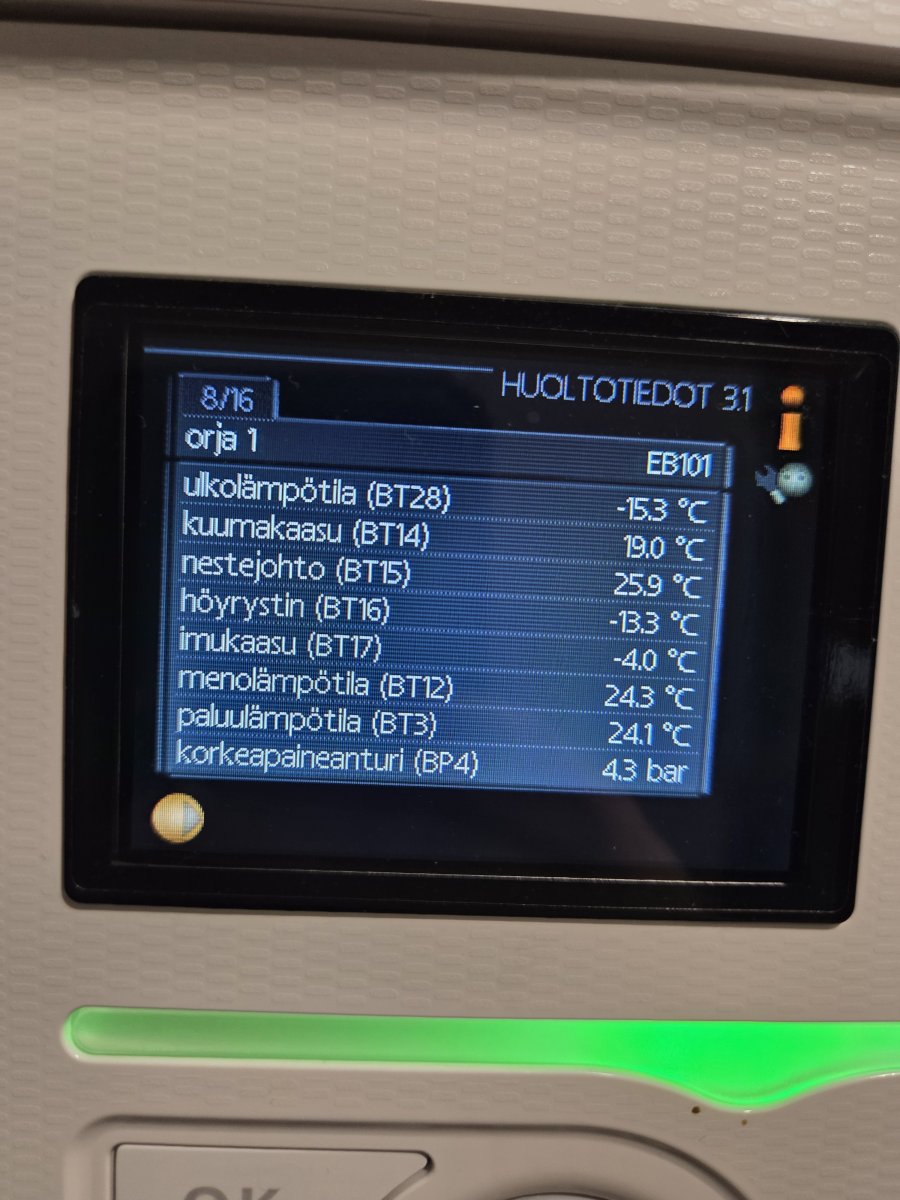 HUOLTOTIEDOT 3.1
8/16
orja 1 EB101
ulkolämpötila (BT28) -15.3 °C
kuumakaasu (BT14) 19.0 °C
nestejohto (BT15) 25.9 °C
höyrystin (BT16) -13.3 °C
imukaasu (BT17) -4.0 °C
menolämpötila (BT12) 24.3 °C
paluulämpötila (BT3) 24.1 °C
korkeapaineanturi (BP4) 4.3 bar
OK